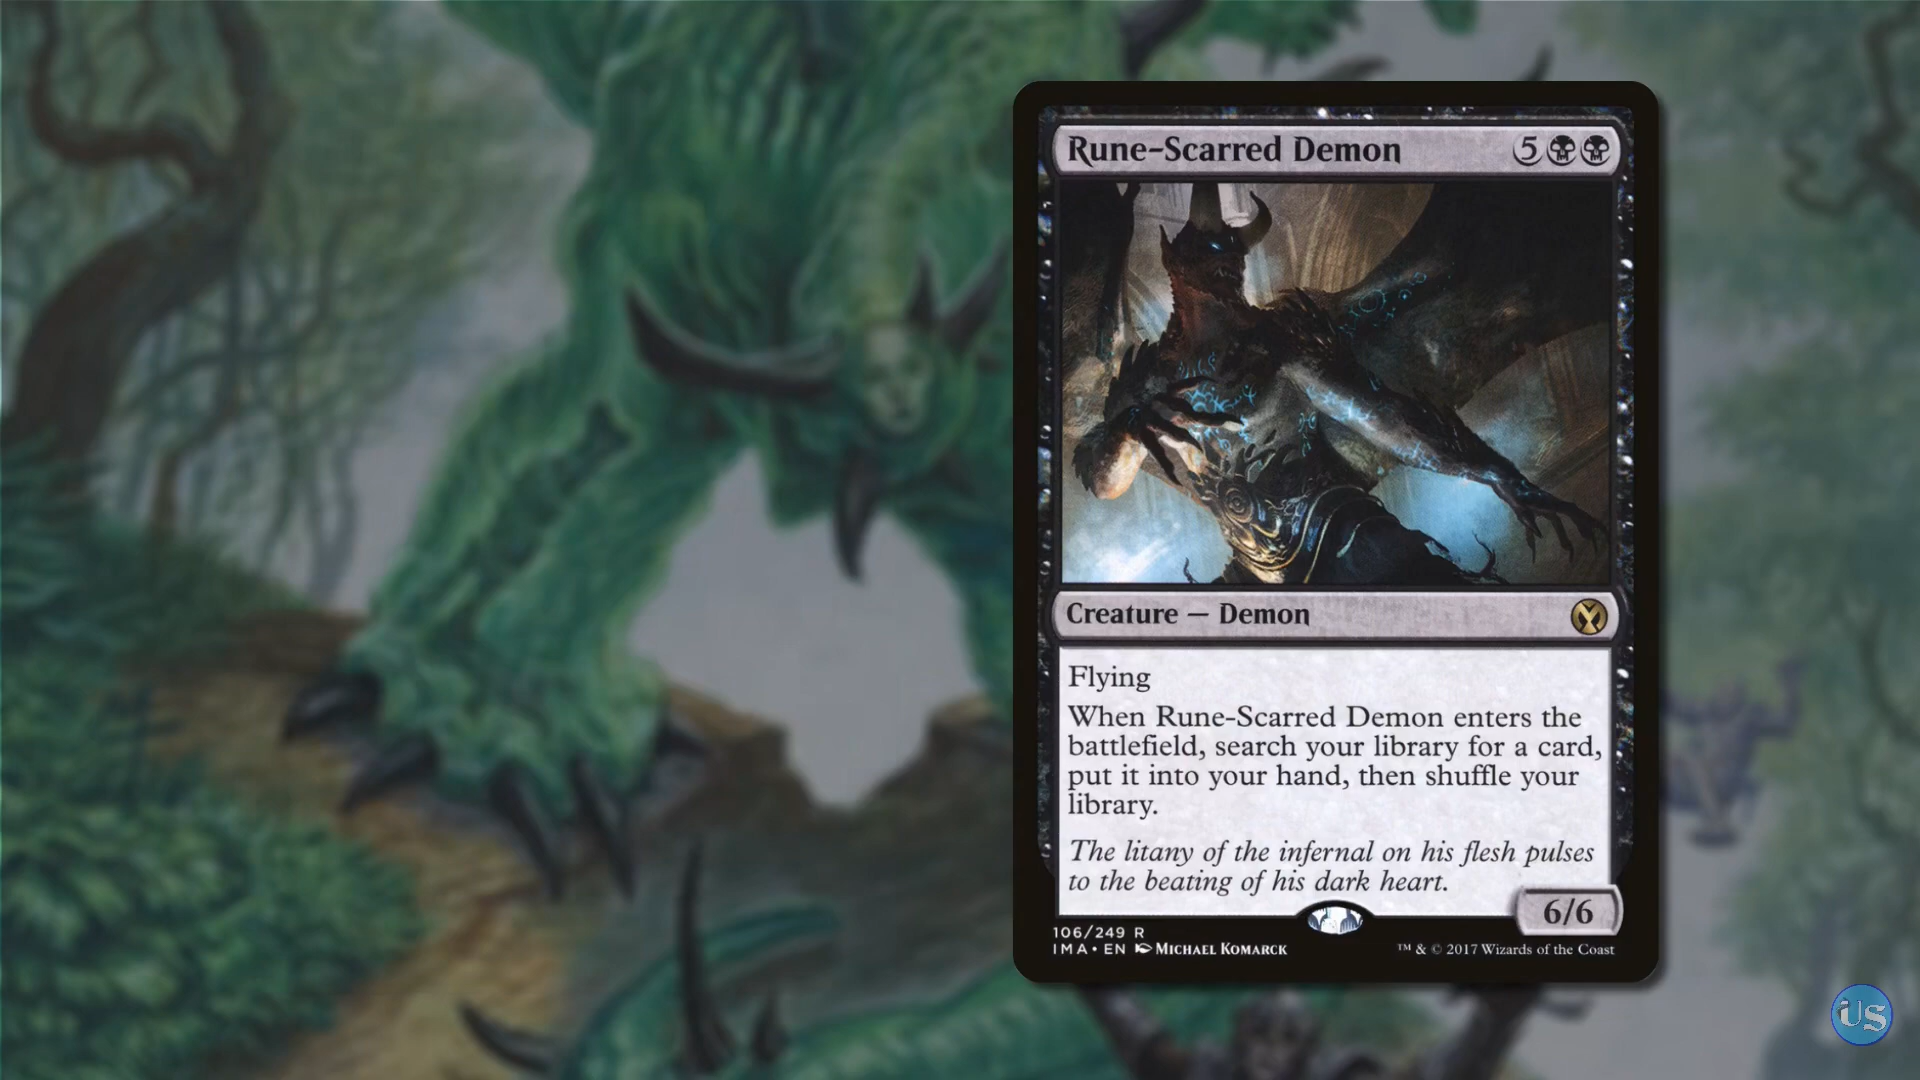 Rune-Scarred Demon 5
Creature — Demon
Flying
When Rune-Scarred Demon enters the
battlefield, search your library for a card,
put it into your hand, then shuffle your
library.
The litany of the infernal on his flesh pulses
to the beating of his dark heart.
6/6
106/249 R
IMA • EN Michael Komarck
™ & © 2017 Wizards of the Coast
US